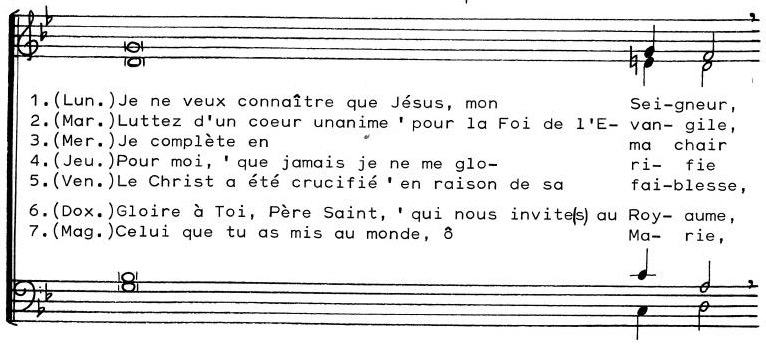 1.(Lun.)Je ne veux connaître que Jésus, mon Sei-gneur,
2.(Mar.)Luttez d'un coeur unanime ' pour la Foi de l'E- van- gile,
3.(Mer.)Je complète en ma chair
4.(Jeu.)Pour moi, ' que jamais je ne me glo- ri- fie
5.(Ven.)Le Christ a été crucifié ' en raison de sa fai-blesse,
6.(Dox.)Gloire à Toi, Père Saint, ' qui nous invite(s) au Roy- aume,
7.(Mag.)Celui que tu as mis au monde, ô Ma- rie,